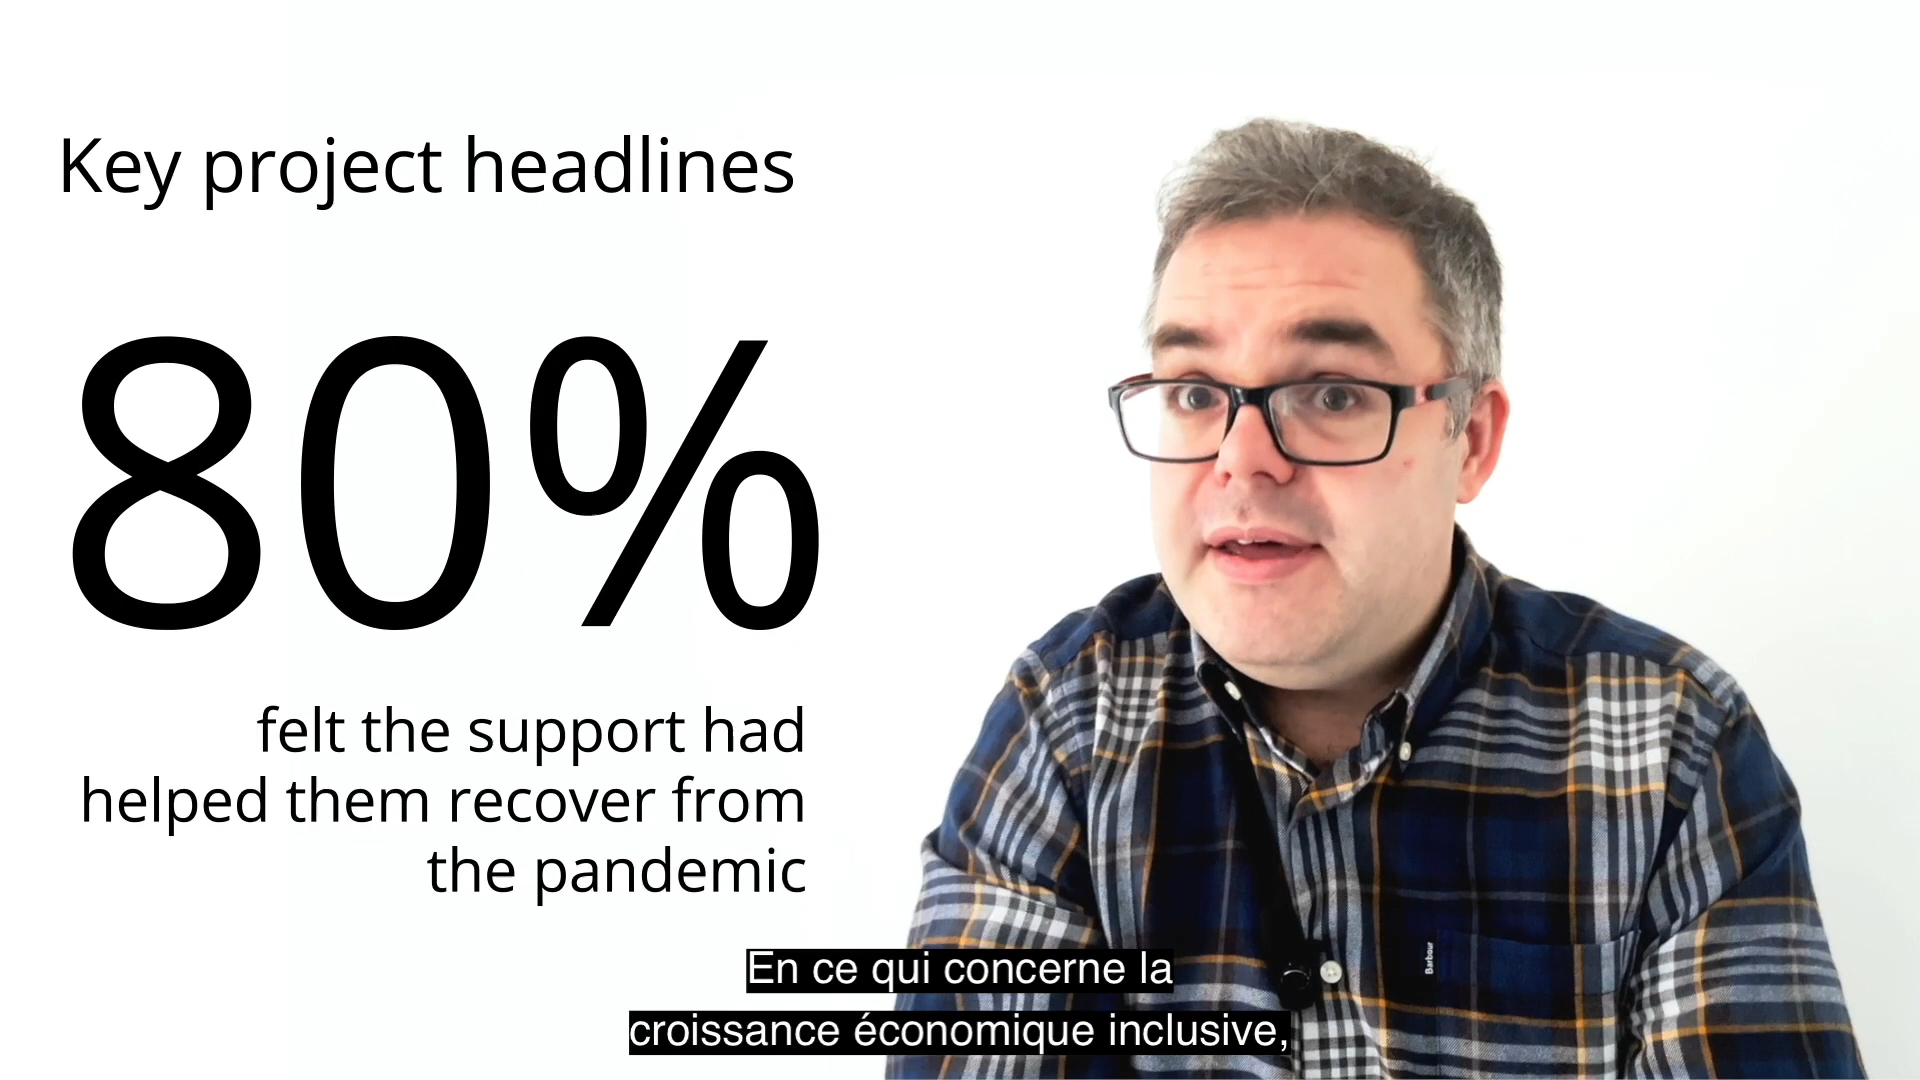 Key project headlines
80%
felt the support had
helped them recover from
the pandemic
Barbour
En ce qui concerne la
croissance économique inclusive,